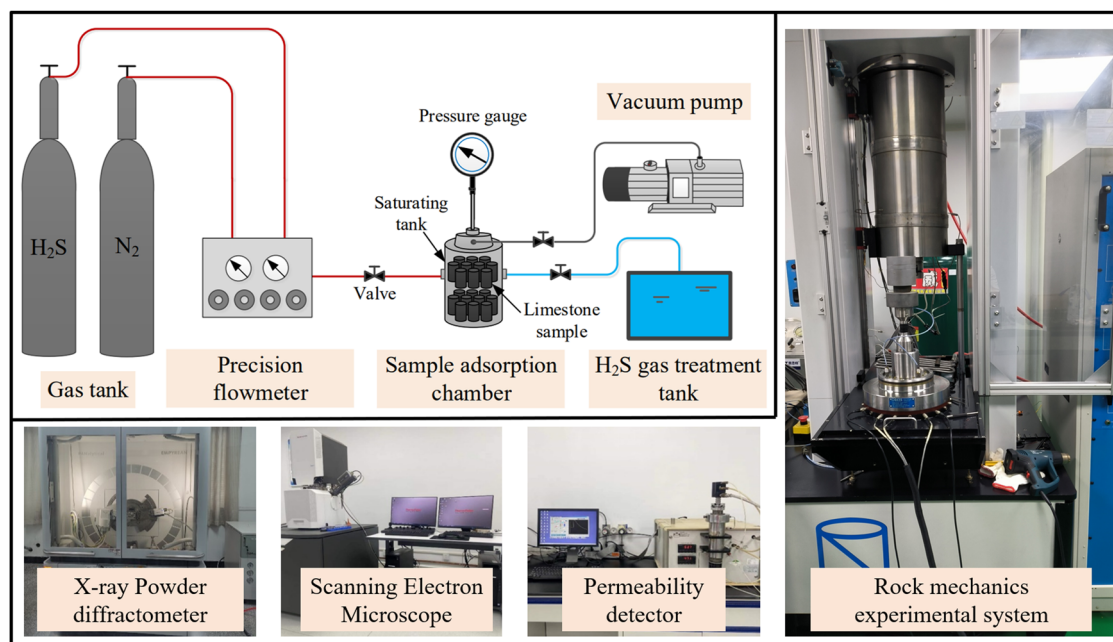 H₂S
N₂
Pressure gauge
Vacuum pump
Saturating
tank
Valve
Limestone
sample
Gas tank
Precision
flowmeter
Sample adsorption
chamber
H₂S gas treatment
tank
X-ray Powder
diffractometer
Scanning Electron
Microscope
Permeability
detector
Rock mechanics
experimental system